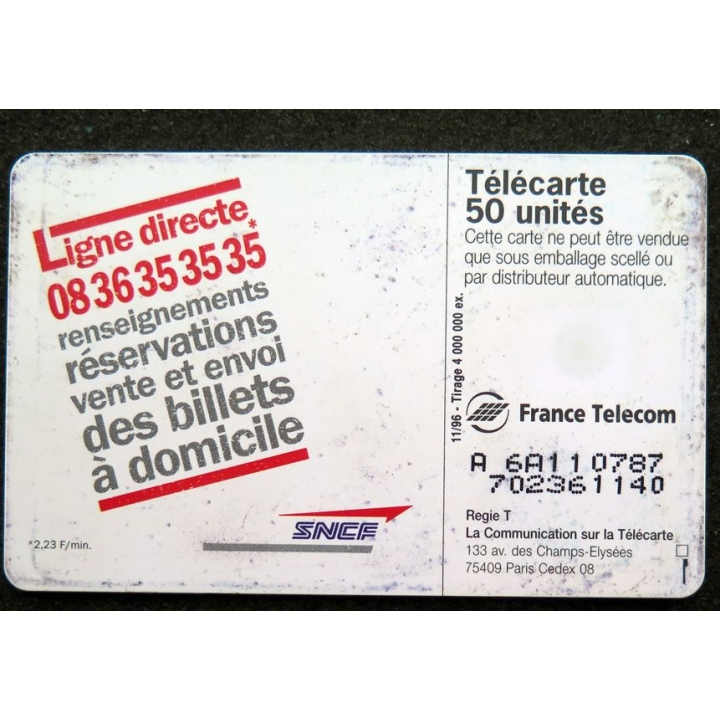 Ligne directe*
08 36 35 35 35
renseignements
réservations
vente et envoi
des billets
à domicile
*2,23 F/min.
SNCF
11/96 - Tirage 4 000 000 ex.
Télécarte
50 unités
Cette carte ne peut être vendue
que sous emballage scellé ou
par distributeur automatique.
France Telecom
A 6A110787
702361140
Regie T
La Communication sur la Télécarte
133 av. des Champs-Elysées
75409 Paris Cedex 08